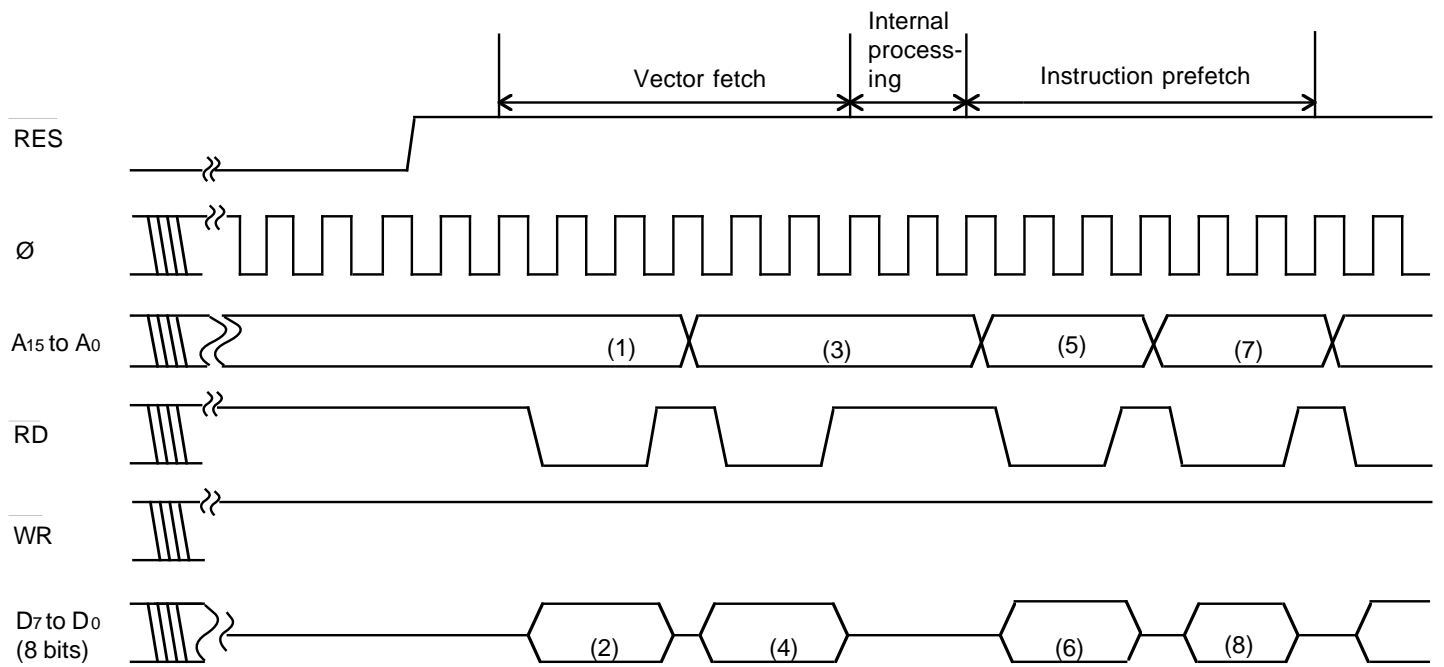 Internal
process-
ing
Vector fetch
Instruction prefetch
RES
Ø
A15 to A0
(1)
(3)
(5)
(7)
RD
WR
D7 to D0
(8 bits)
(2)
(4)
(6)
(8)